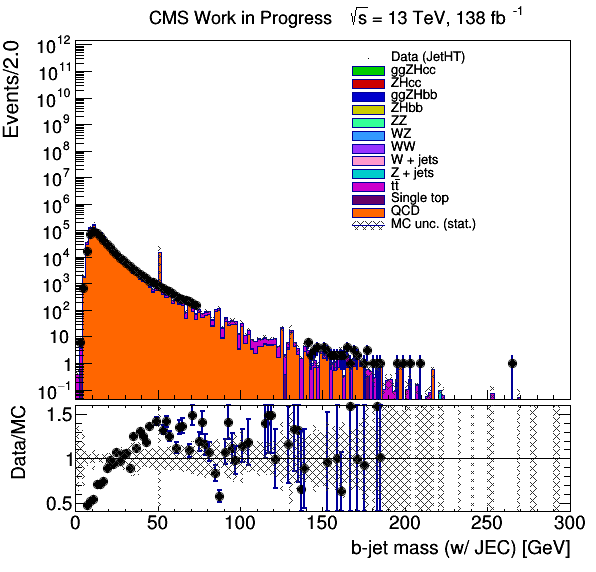 CMS Work in Progress √s = 13 TeV, 138 fb⁻¹
Events/2.0
10¹²
10¹¹
10¹⁰
10⁹
10⁸
10⁷
10⁶
10⁵
10⁴
10³
10²
10
1
10⁻¹
Data (JetHT)
ggZHcc
ZHcc
ggZHbb
ZHbb
ZZ
WZ
WW
W + jets
Z + jets
tt̄
Single top
QCD
MC unc. (stat.)
Data/MC
1.5
1
0.5
0 50 100 150 200 250 300
b-jet mass (w/ JEC) [GeV]